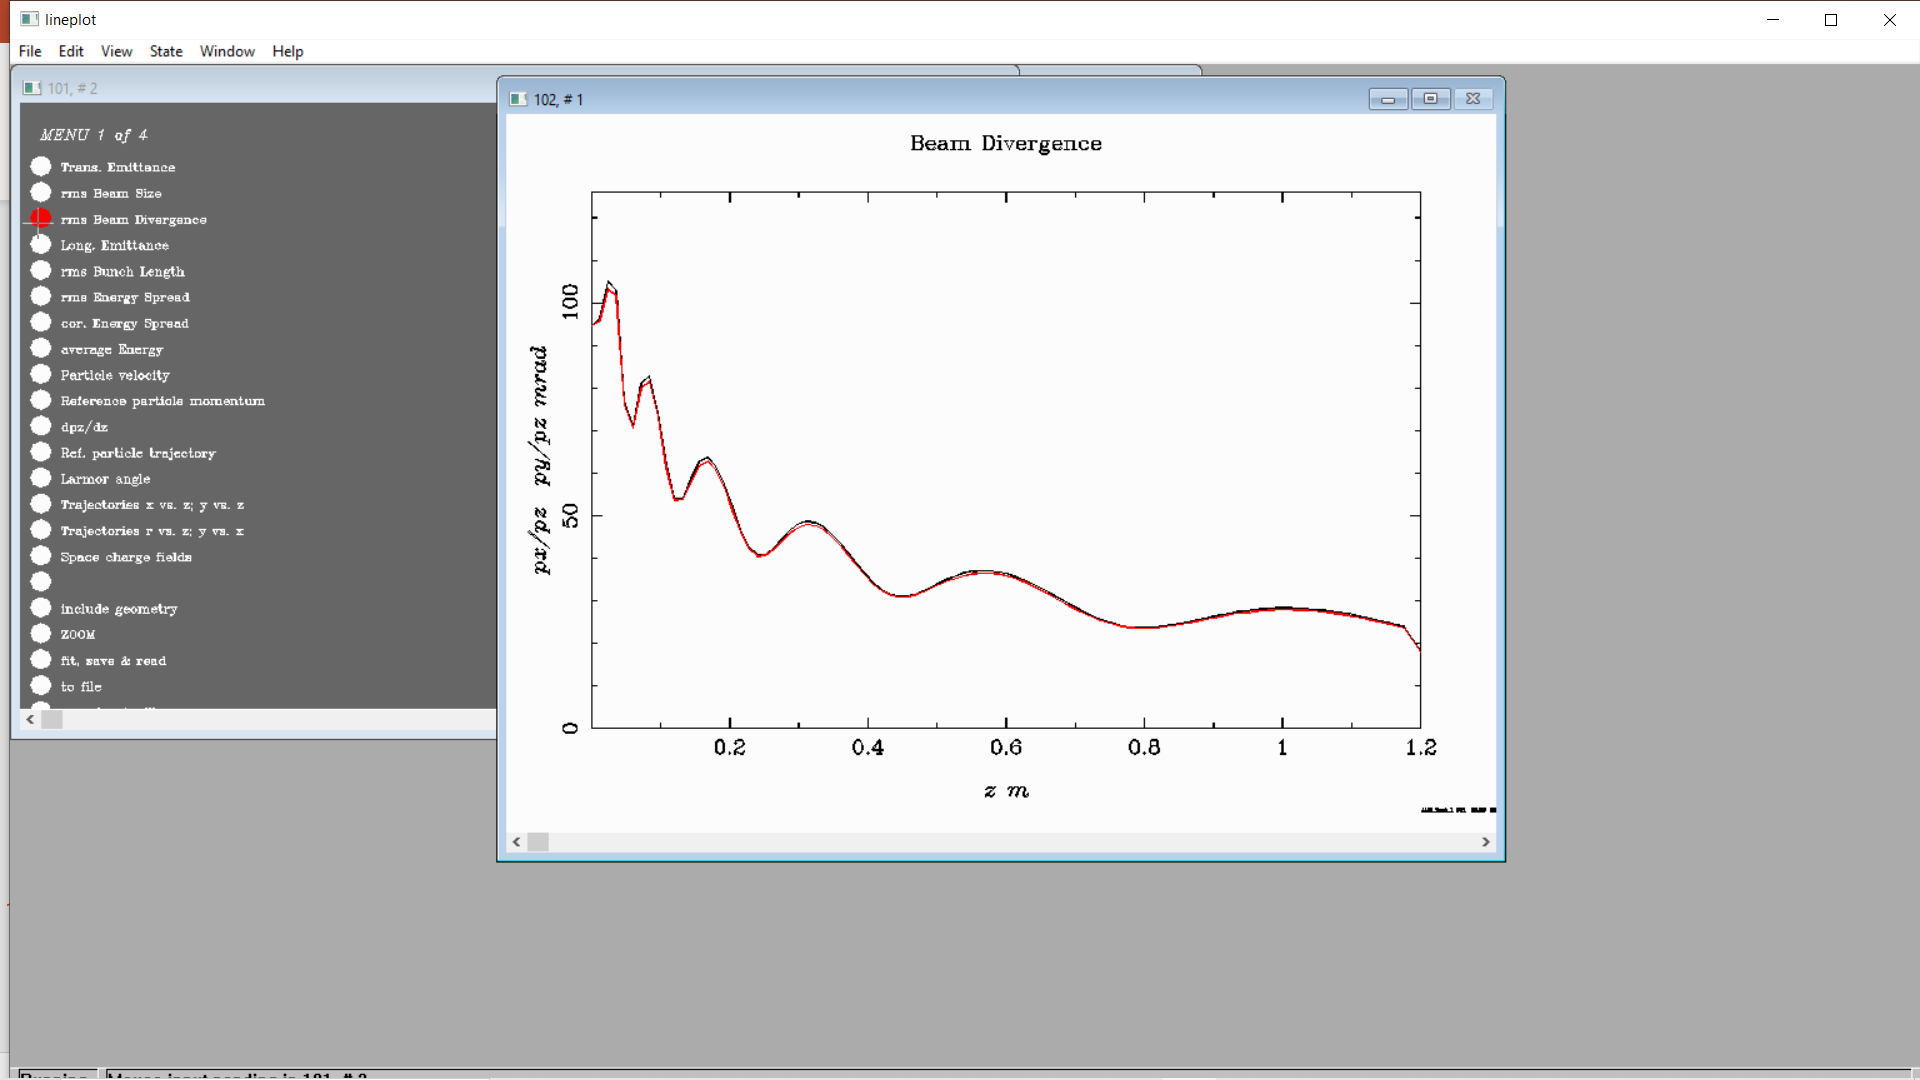 lineplot
File Edit View State Window Help
101, # 2
MENU 1 of 4
Trans. Emittance
rms Beam Size
rms Beam Divergence
Long. Emittance
rms Bunch Length
rms Energy Spread
cor. Energy Spread
average Energy
Particle velocity
Reference particle momentum
dpz/dz
Ref. particle trajectory
Larmor angle
Trajectories x vs. z; y vs. z
Trajectories r vs. z; y vs. x
Space charge fields
include geometry
ZOOM
fit, save & read
to file
102, # 1
Beam Divergence
px/pz py/pz mrad
100
50
0
0.2 0.4 0.6 0.8 1 1.2
z m